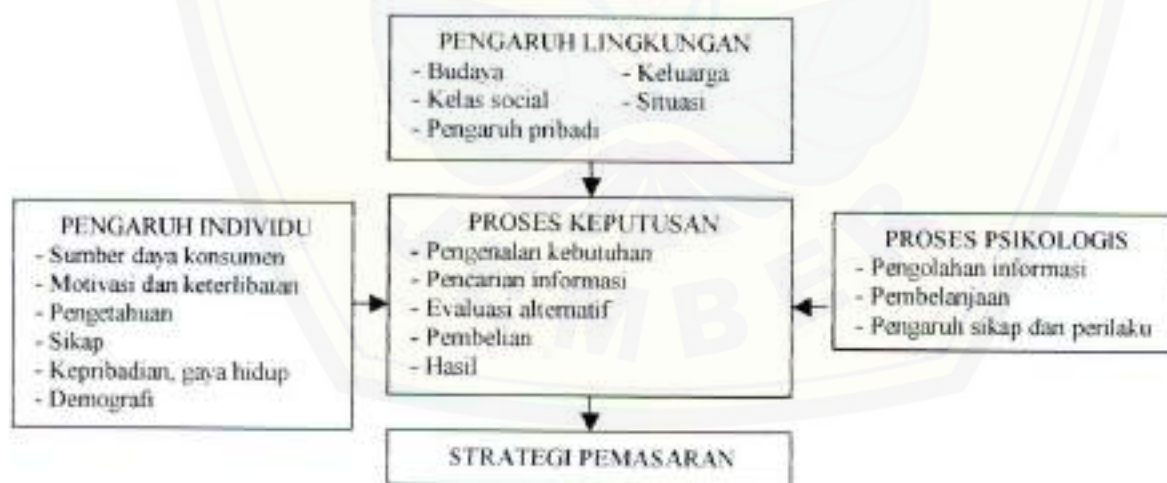 PENGARUH LINGKUNGAN
- Budaya - Keluarga
- Kelas social - Situasi
- Pengaruh pribadi
PENGARUH INDIVIDU
- Sumber daya konsumen
- Motivasi dan keterlibatan
- Pengetahuan
- Sikap
- Kepribadian, gaya hidup
- Demografi
PROSES KEPUTUSAN
- Pengenalan kebutuhan
- Pencarian informasi
- Evaluasi alternatif
- Pembelian
- Hasil
PROSES PSIKOLOGIS
- Pengolahan informasi
- Pembelanjaan
- Pengaruh sikap dan perilaku
STRATEGI PEMASARAN